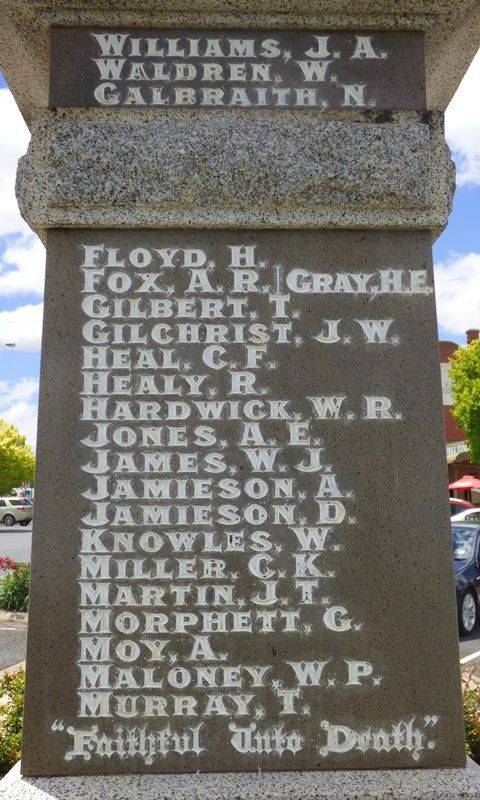 WILLIAMS, J. A.
WALDREN, W.
GALBRAITH, N.
FLOYD, H.
FOX, A. R. | GRAY, H.E.
GILBERT, T.
GILCHRIST, J. W.
HEAL, C. F.
HEALY, R.
HARDWICK, W. R.
JONES, A. E.
JAMES, W. J.
JAMIESON, A.
JAMIESON, D.
KNOWLES, W.
MILLER, C. K.
MARTIN, J. T.
MORPHETT, G.
MOY, A.
MALONEY, W. P.
MURRAY, T.
"Faithful Unto Death."